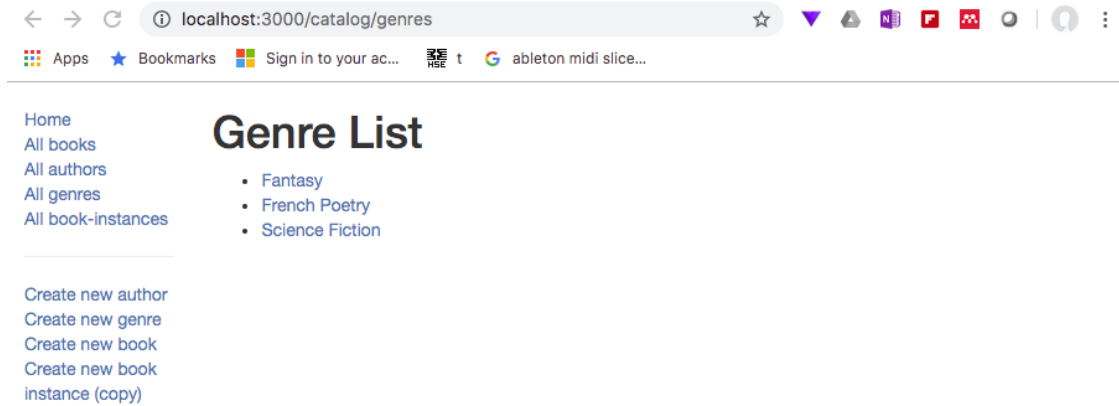 localhost:3000/catalog/genres
Apps Bookmarks Sign in to your ac... HSE t G ableton midi slice...
Home
All books
All authors
All genres
All book-instances
Create new author
Create new genre
Create new book
Create new book
instance (copy)
Genre List
Fantasy
French Poetry
Science Fiction